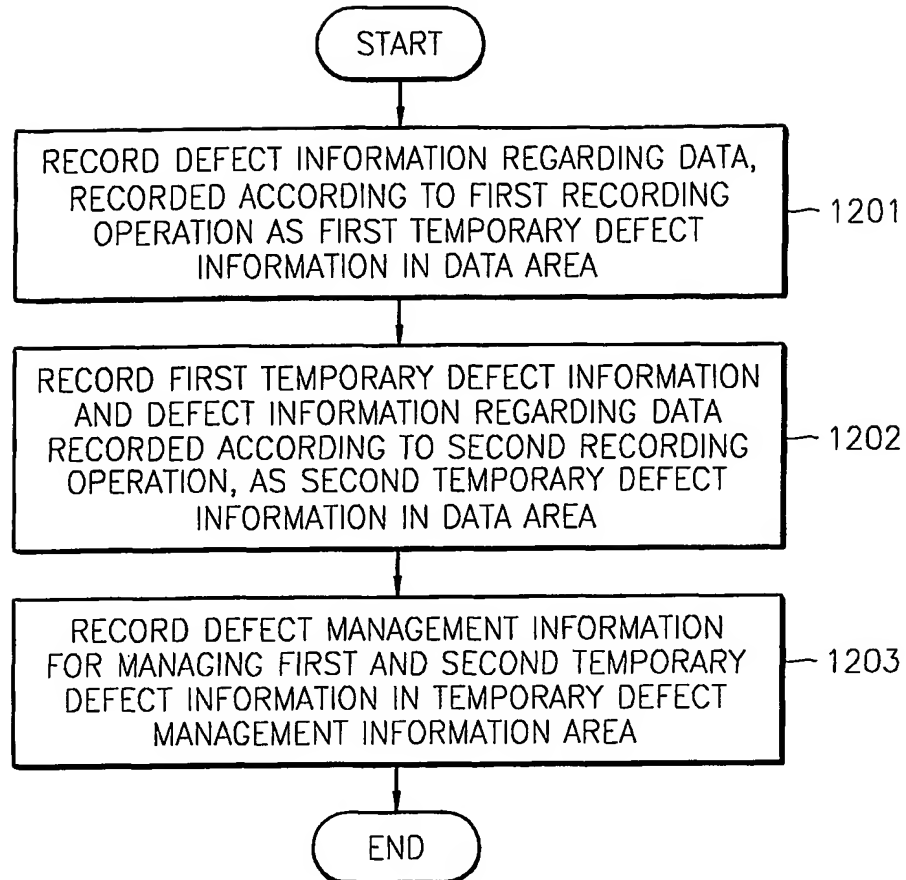 START
RECORD DEFECT INFORMATION REGARDING DATA,
RECORDED ACCORDING TO FIRST RECORDING
OPERATION AS FIRST TEMPORARY DEFECT
INFORMATION IN DATA AREA
1201
RECORD FIRST TEMPORARY DEFECT INFORMATION
AND DEFECT INFORMATION REGARDING DATA
RECORDED ACCORDING TO SECOND RECORDING
OPERATION, AS SECOND TEMPORARY DEFECT
INFORMATION IN DATA AREA
1202
RECORD DEFECT MANAGEMENT INFORMATION
FOR MANAGING FIRST AND SECOND TEMPORARY
DEFECT INFORMATION IN TEMPORARY DEFECT
MANAGEMENT INFORMATION AREA
1203
END